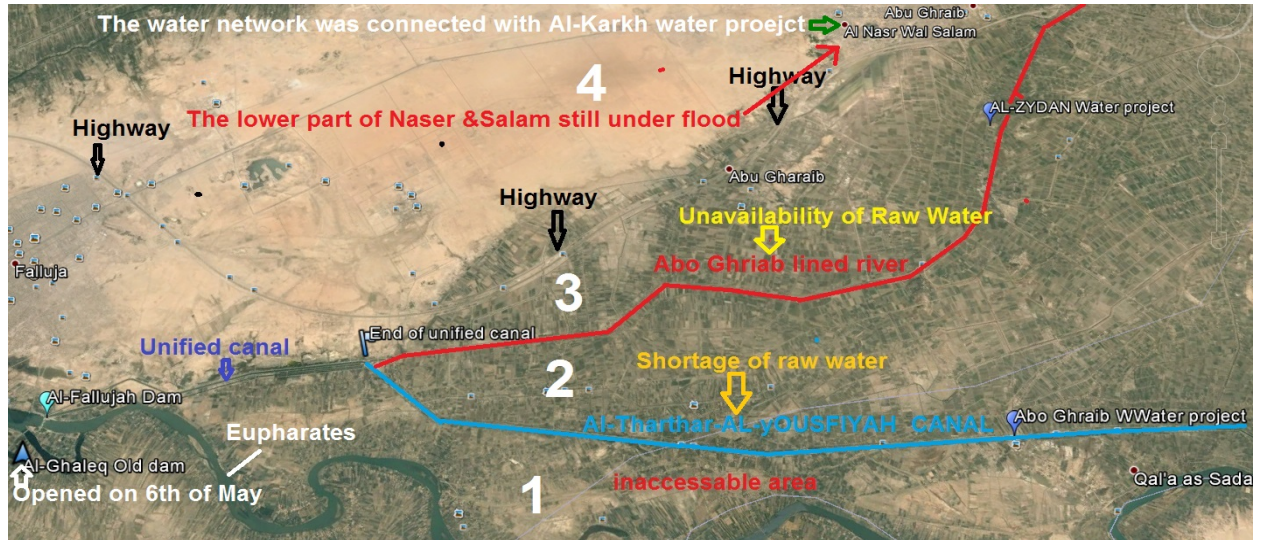 Abu Ghraib
The water network was connected with Al-Karkh water proejct
Al Nasr Wal Salam
4
Highway
The lower part of Naser &Salam still under flood
AL-ZYDAN Water project
Highway
Abu Gharaib
Highway
Unavailability of Raw Water
Falluja
Abo Ghriab lined river
3
End of unified canal
Unified canal
2
Shortage of raw water
Al-Fallujah Dam
Al-Tharthar-AL-yOUSFIYAH CANAL
Abo Ghraib WWater project
Eupharates
Al-Ghaleq Old dam
Opened on 6th of May
1
inaccessable area
Qal'a as Sada